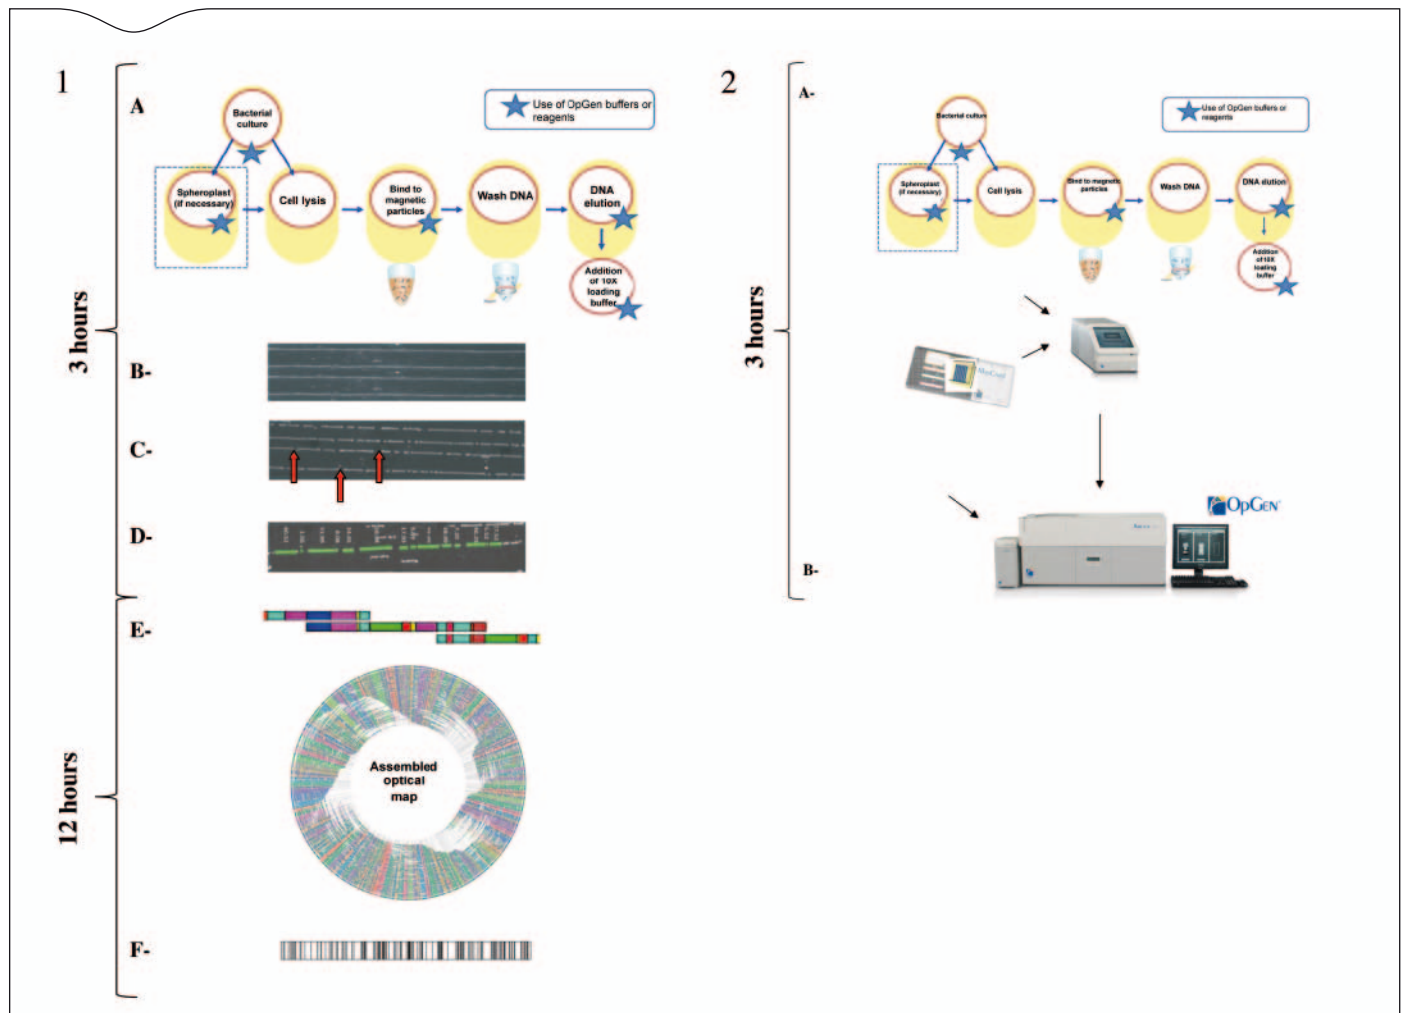 1
A
Use of OpGen buffers or
reagents
Bacterial
culture
Spheroplast
(if necessary)
Cell lysis
Bind to
magnetic
particles
Wash DNA
DNA
elution
Addition
of 10X
loading
buffer
3 hours
B-
C-
D-
E-
Assembled
optical
map
12 hours
F-
2
A-
Use of OpGen buffers or
reagents
Bacterial culture
Spheroplast
(if necessary)
Cell lysis
Bind to magnetic
particles
Wash DNA
DNA elution
Addition
of 10X
loading
buffer
3 hours
MapCard
OpGen
B-